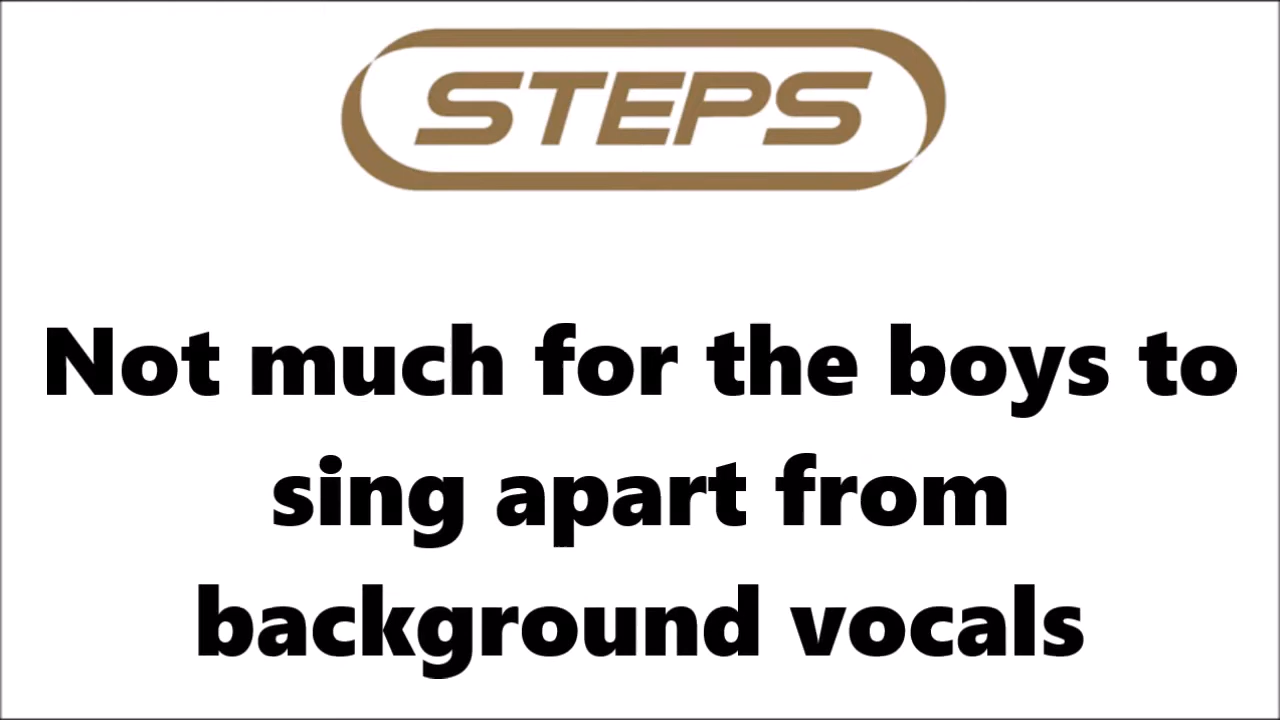 STEPS
Not much for the boys to
sing apart from
background vocals